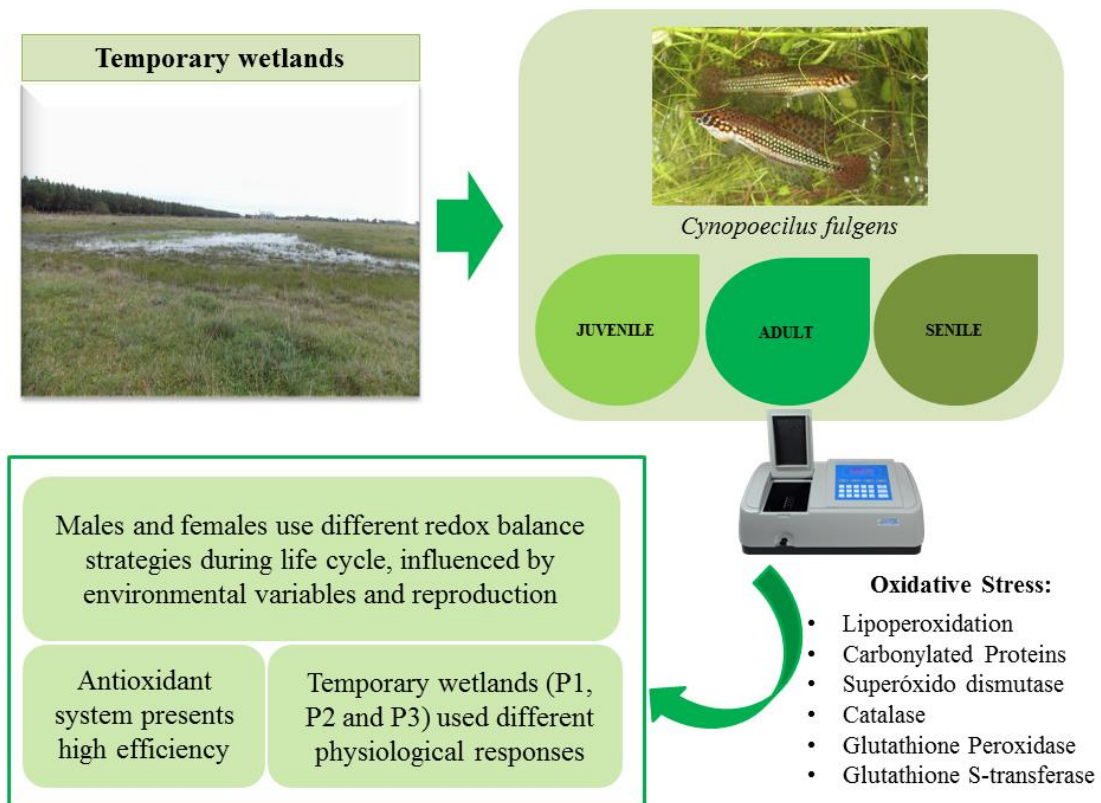 Temporary wetlands
Cynopoecilus fulgens
JUVENILE
ADULT
SENILE
Oxidative Stress:
• Lipoperoxidation
• Carbonylated Proteins
• Superóxido dismutase
• Catalase
• Glutathione Peroxidase
• Glutathione S-transferase
Males and females use different redox balance
strategies during life cycle, influenced by
environmental variables and reproduction
Antioxidant
system presents
high efficiency
Temporary wetlands (P1,
P2 and P3) used different
physiological responses